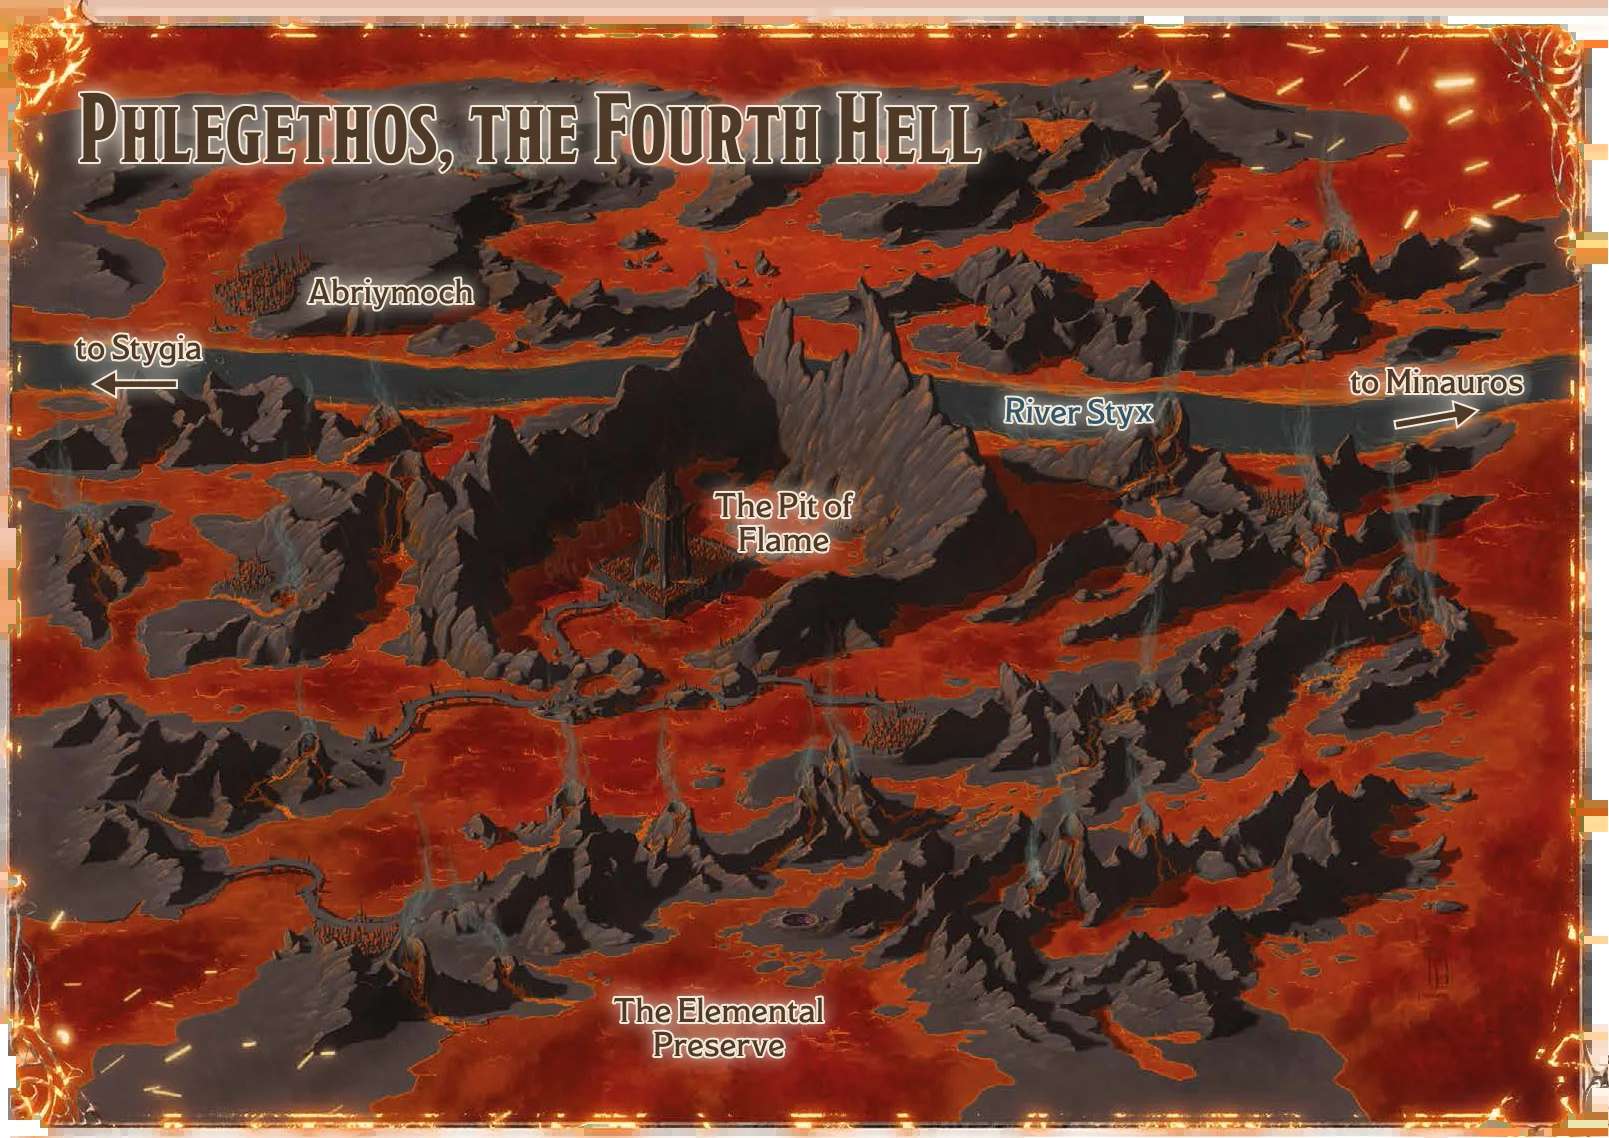 Phlegethos, the Fourth Hell
Abriymoch
to Stygia
to Minauros
River Styx
The Pit of
Flame
The Elemental
Preserve